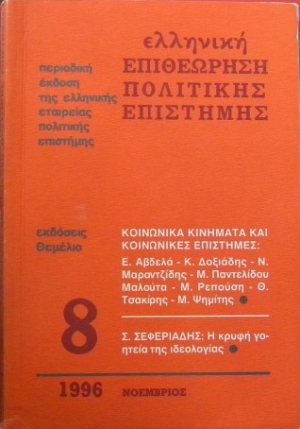 ελληνική
ΕΠΙΘΕΩΡΗΣΗ
ΠΟΛΙΤΙΚΗΣ
ΕΠΙΣΤΗΜΗΣ
περιοδική
έκδοση
της ελληνικής
εταιρείας
πολιτικής
επιστήμης
εκδόσεις
Θεμέλιο
ΚΟΙΝΩΝΙΚΑ ΚΙΝΗΜΑΤΑ ΚΑΙ
ΚΟΙΝΩΝΙΚΕΣ ΕΠΙΣΤΗΜΕΣ:
Ε. Αβδελά - Κ. Δοξιάδης - Ν.
Μαραντζίδης - Μ. Παντελίδου
Μαλούτα - Μ. Ρεπούση - Θ.
Τσακίρης - Μ. Ψημίτης ●
Σ. ΣΕΦΕΡΙΑΔΗΣ: Η κρυφή γο-
ητεία της ιδεολογίας ●
8
1996 ΝΟΕΜΒΡΙΟΣ